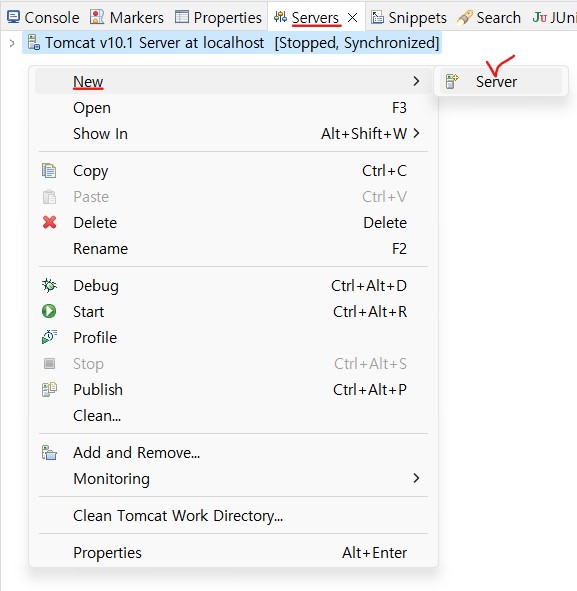 Console Markers Properties Servers Snippets Search JUni
Tomcat v10.1 Server at localhost [Stopped, Synchronized]
New
Server
Open F3
Show In Alt+Shift+W
Copy Ctrl+C
Paste Ctrl+V
Delete Delete
Rename F2
Debug Ctrl+Alt+D
Start Ctrl+Alt+R
Profile
Stop Ctrl+Alt+S
Publish Ctrl+Alt+P
Clean...
Add and Remove...
Monitoring
Clean Tomcat Work Directory...
Properties Alt+Enter